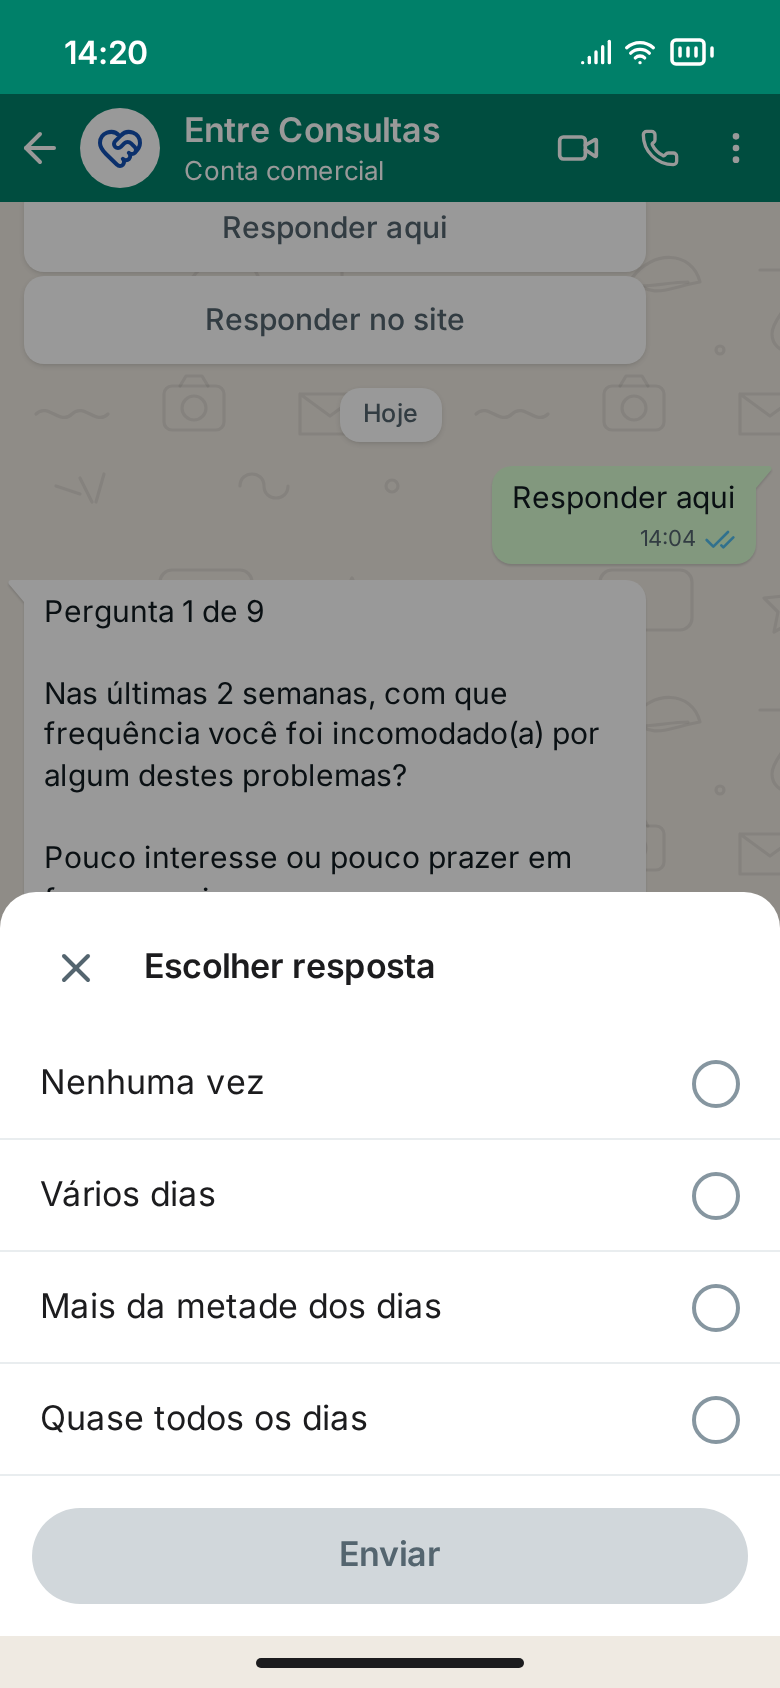 14:20
Entre Consultas
Conta comercial
Responder aqui
Responder no site
Hoje
Responder aqui
14:04
Pergunta 1 de 9
Nas últimas 2 semanas, com que
frequência você foi incomodado(a) por
algum destes problemas?
Pouco interesse ou pouco prazer em
Escolher resposta
Nenhuma vez
Vários dias
Mais da metade dos dias
Quase todos os dias
Enviar